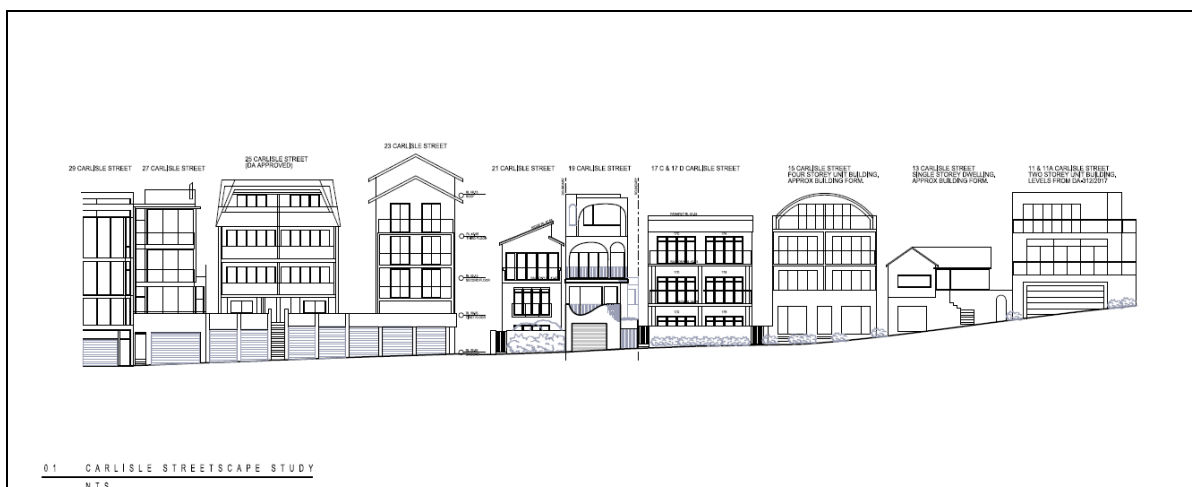 29 CARLISLE STREET
27 CARLISLE STREET
25 CARLISLE STREET
(DA APPROVED)
23 CARLISLE STREET
21 CARLISLE STREET
19 CARLISLE STREET
17 C & 17 D CARLISLE STREET
15 CARLISLE STREET
FOUR STOREY UNIT BUILDING,
APPROX BUILDING FORM.
13 CARLISLE STREET
SINGLE STOREY DWELLING,
APPROX BUILDING FORM.
11 & 11A CARLISLE STREET
TWO STOREY UNIT BUILDING,
LEVELS FROM DA-312/2017
01 CARLISLE STREETSCAPE STUDY
NTS